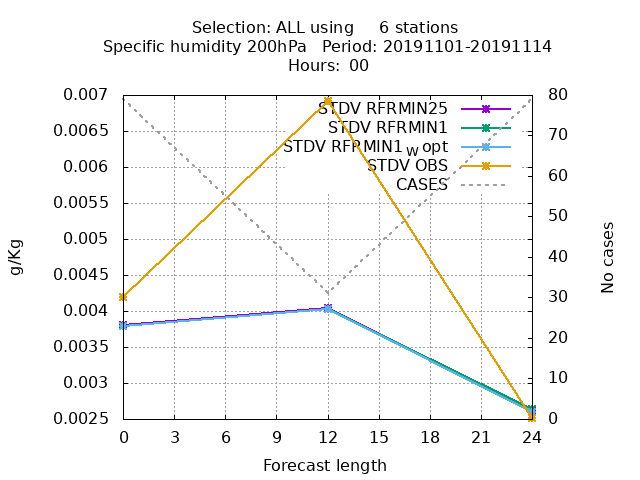 Selection: ALL using     6 stations
Specific humidity 200hPa   Period: 20191101-20191114
Hours: 00
STDV RFRMIN25
STDV RFRMIN1
STDV RFRMIN1wopt
STDV OBS
CASES
0.007
0.0065
0.006
0.0055
0.005
0.0045
0.004
0.0035
0.003
0.0025
g/Kg
80
70
60
50
40
30
20
10
0
No cases
0 3 6 9 12 15 18 21 24
Forecast length